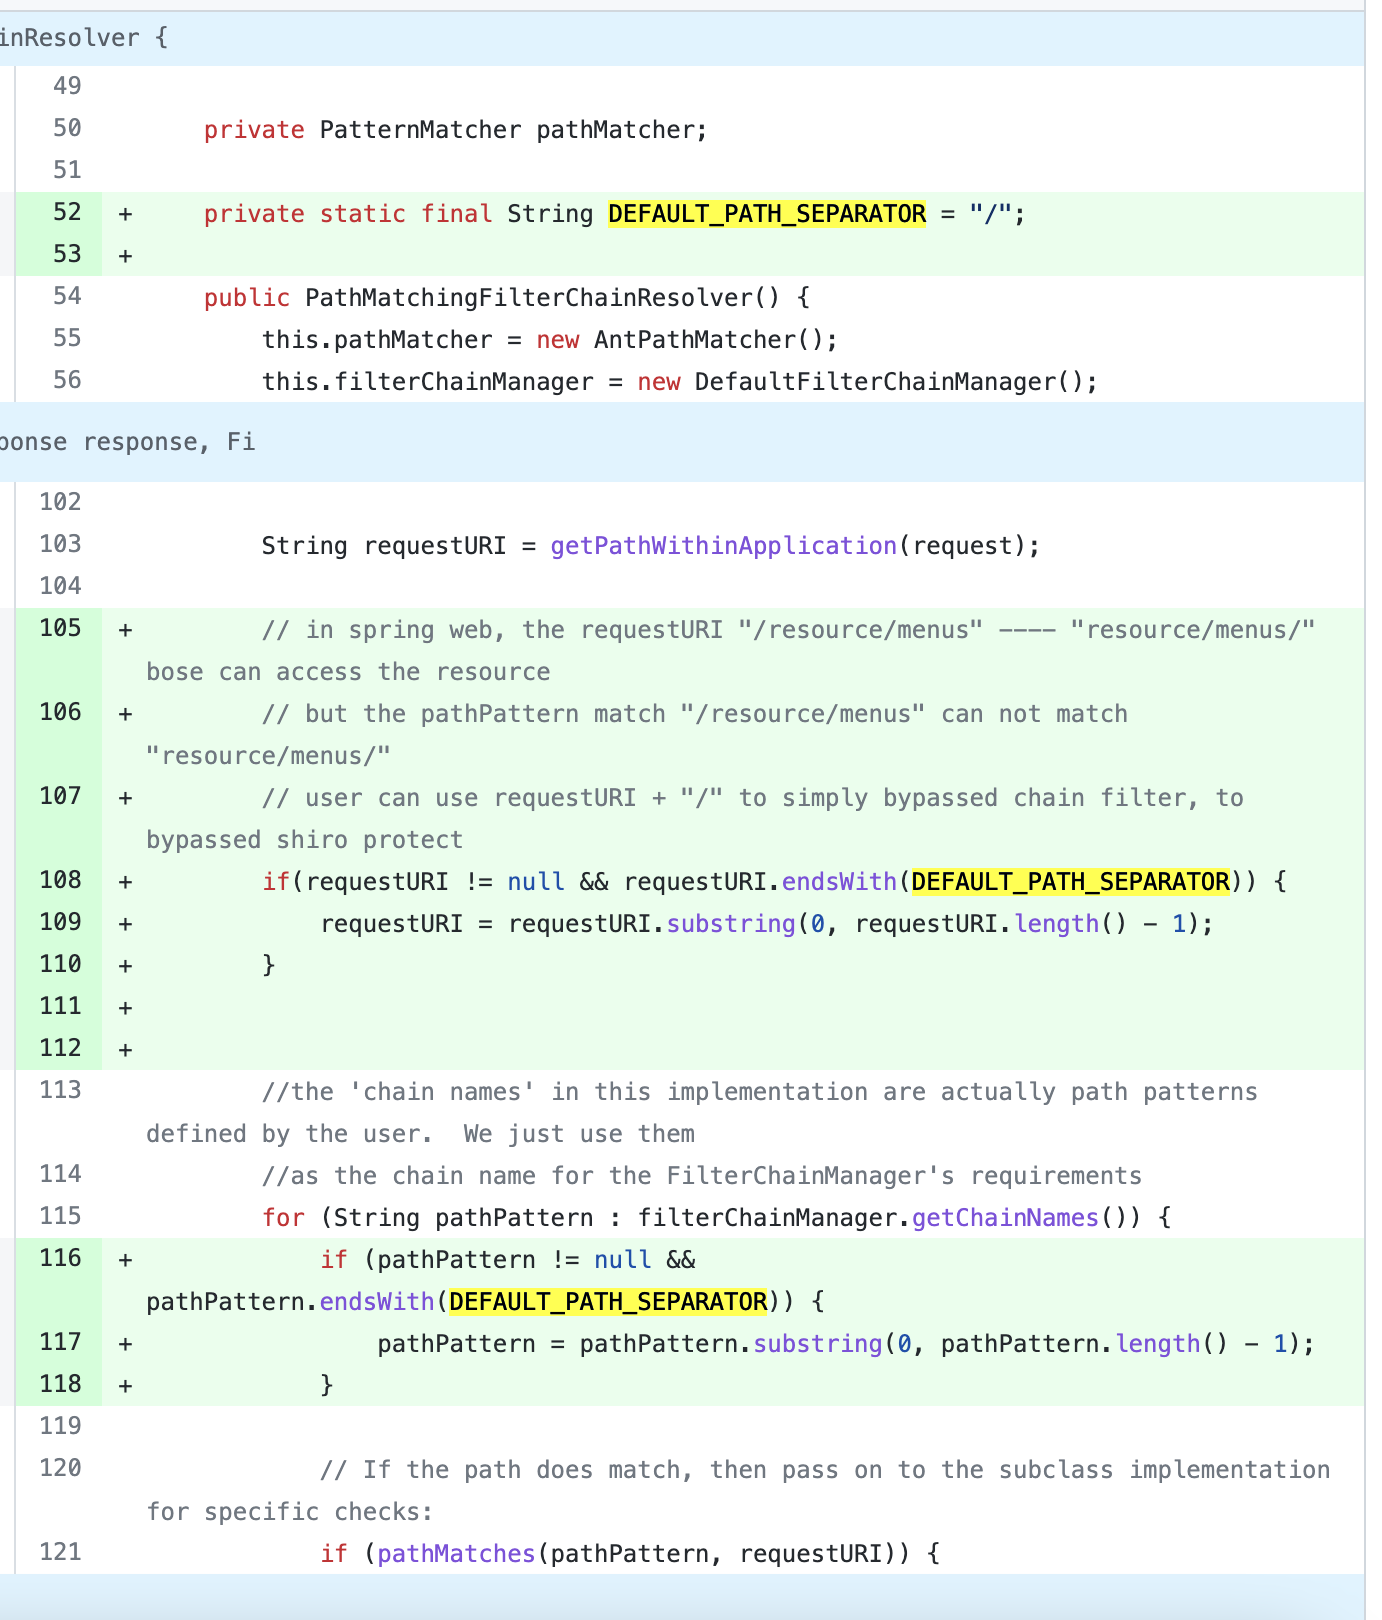 inResolver {
49
50 private PatternMatcher pathMatcher;
51
52 + private static final String DEFAULT_PATH_SEPARATOR = "/";
53 +
54 public PathMatchingFilterChainResolver() {
55 this.pathMatcher = new AntPathMatcher();
56 this.filterChainManager = new DefaultFilterChainManager();
ponse response, Fi
102
103 String requestURI = getPathWithinApplication(request);
104
105 + // in spring web, the requestURI "/resource/menus" ---- "resource/menus/"
bose can access the resource
106 + // but the pathPattern match "/resource/menus" can not match
"resource/menus/"
107 + // user can use requestURI + "/" to simply bypassed chain filter, to
bypassed shiro protect
108 + if(requestURI != null && requestURI.endsWith(DEFAULT_PATH_SEPARATOR)) {
109 + requestURI = requestURI.substring(0, requestURI.length() - 1);
110 + }
111 +
112 +
113 //the 'chain names' in this implementation are actually path patterns
defined by the user.  We just use them
114 //as the chain name for the FilterChainManager's requirements
115 for (String pathPattern : filterChainManager.getChainNames()) {
116 + if (pathPattern != null &&
pathPattern.endsWith(DEFAULT_PATH_SEPARATOR)) {
117 + pathPattern = pathPattern.substring(0, pathPattern.length() - 1);
118 + }
119
120 // If the path does match, then pass on to the subclass implementation
for specific checks:
121 if (pathMatches(pathPattern, requestURI)) {